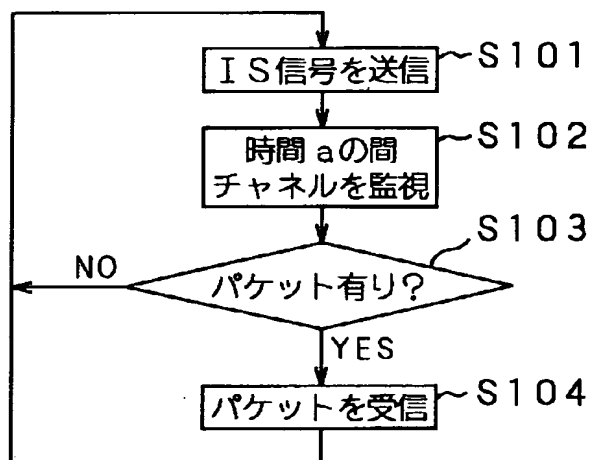 IS信号を送信
S101
時間aの間
チャネルを監視
S102
パケット有り?
S103
NO
YES
パケットを受信
S104